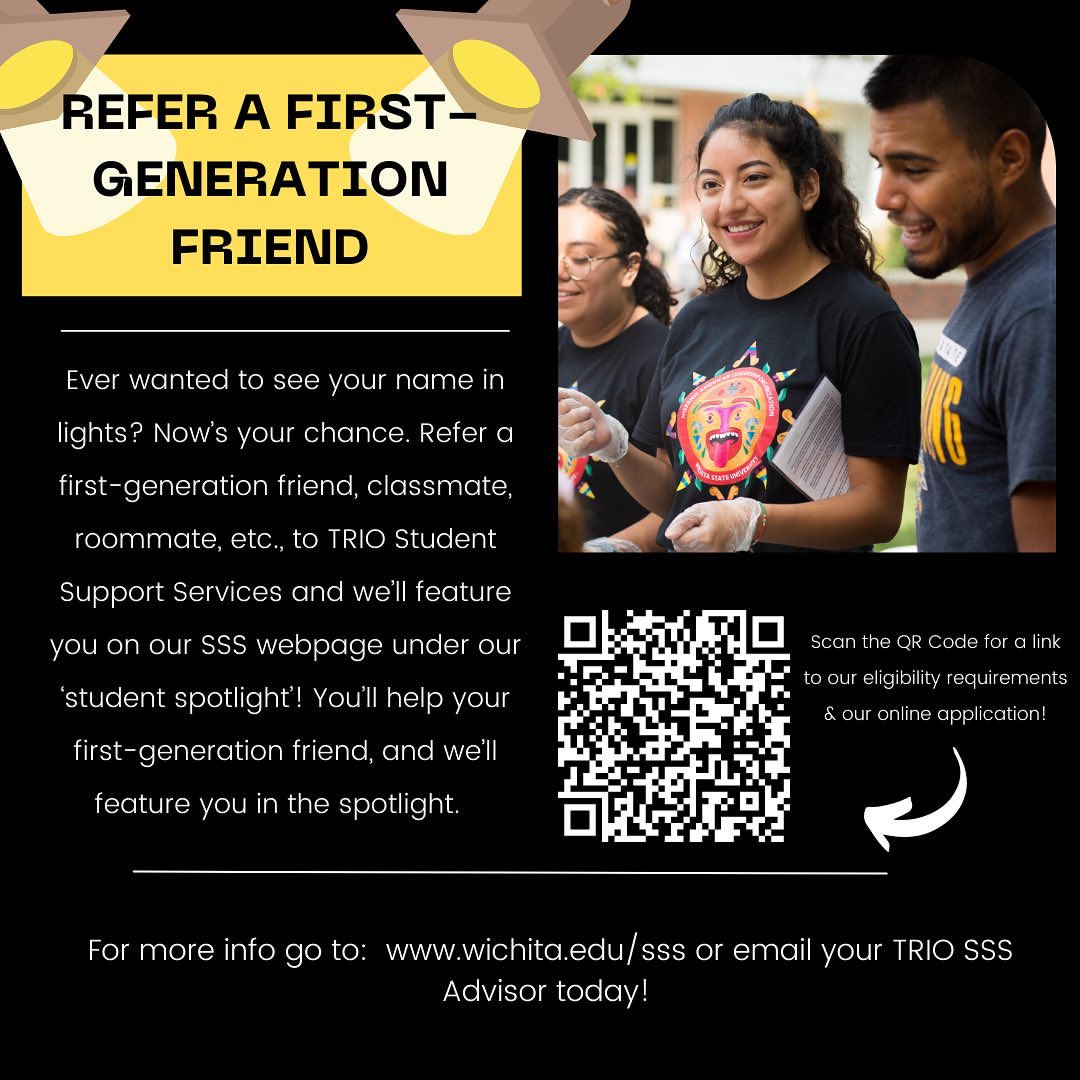 REFER A FIRST-
GENERATION
FRIEND
Ever wanted to see your name in
lights? Now's your chance. Refer a
first-generation friend, classmate,
roommate, etc., to TRIO Student
Support Services and we'll feature
you on our SSS webpage under our
'student spotlight'! You'll help your
first-generation friend, and we'll
feature you in the spotlight.
WICHITA STATE UNIVERSITY
Scan the QR Code for a link
to our eligibility requirements
& our online application!
For more info go to:  www.wichita.edu/sss or email your TRIO SSS
Advisor today!